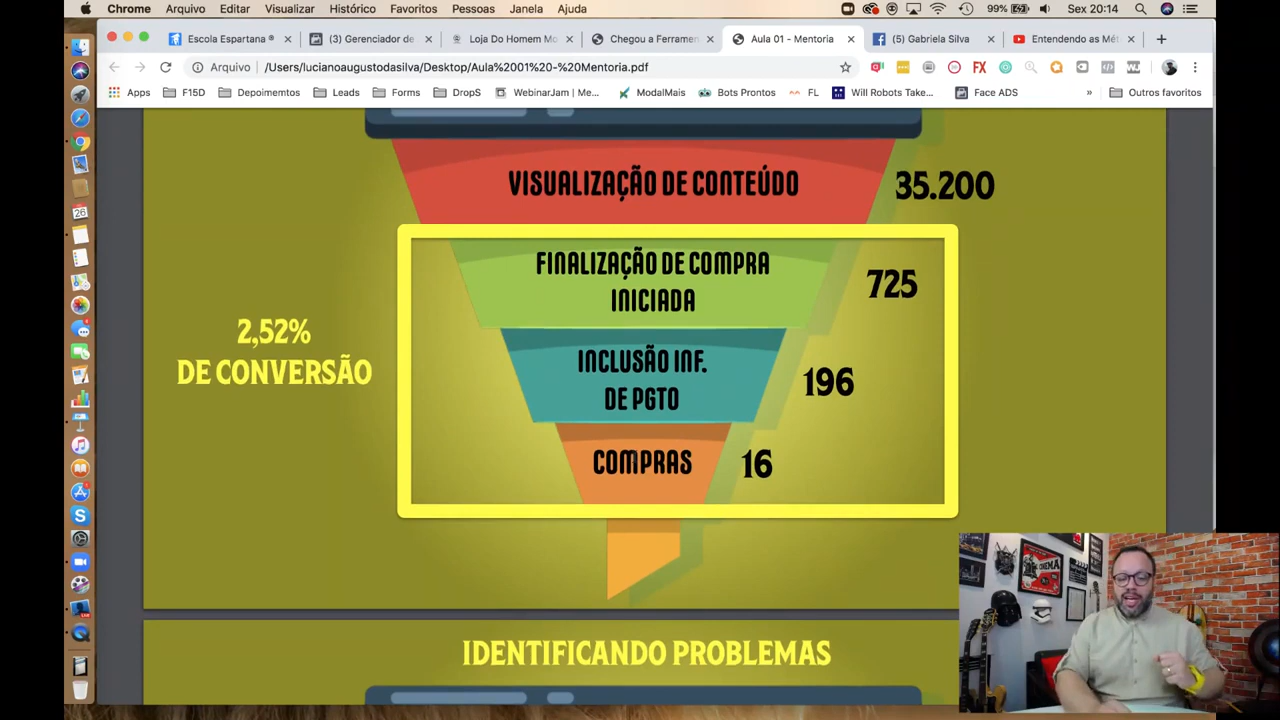 Chrome Arquivo Editar Visualizar Histórico Favoritos Pessoas Janela Ajuda 99% Sex 20:14
Escola Espartana ® (3) Gerenciador de Loja Do Homem Mo Chegou a Ferramen Aula 01 - Mentoria (5) Gabriela Silva Entendendo as Mét
Arquivo /Users/lucianoaugustodasilva/Desktop/Aula%2001%20-%20Mentoria.pdf
Apps F15D Depoimentos Leads Forms DropS WebinarJam | Me... ModalMais Bots Prontos FL Will Robots Take... Face ADS » Outros favoritos
VISUALIZAÇÃO DE CONTEÚDO 35.200
FINALIZAÇÃO DE COMPRA
INICIADA
725
2,52%
DE CONVERSÃO
INCLUSÃO INF.
DE PGTO
196
COMPRAS 16
IDENTIFICANDO PROBLEMAS